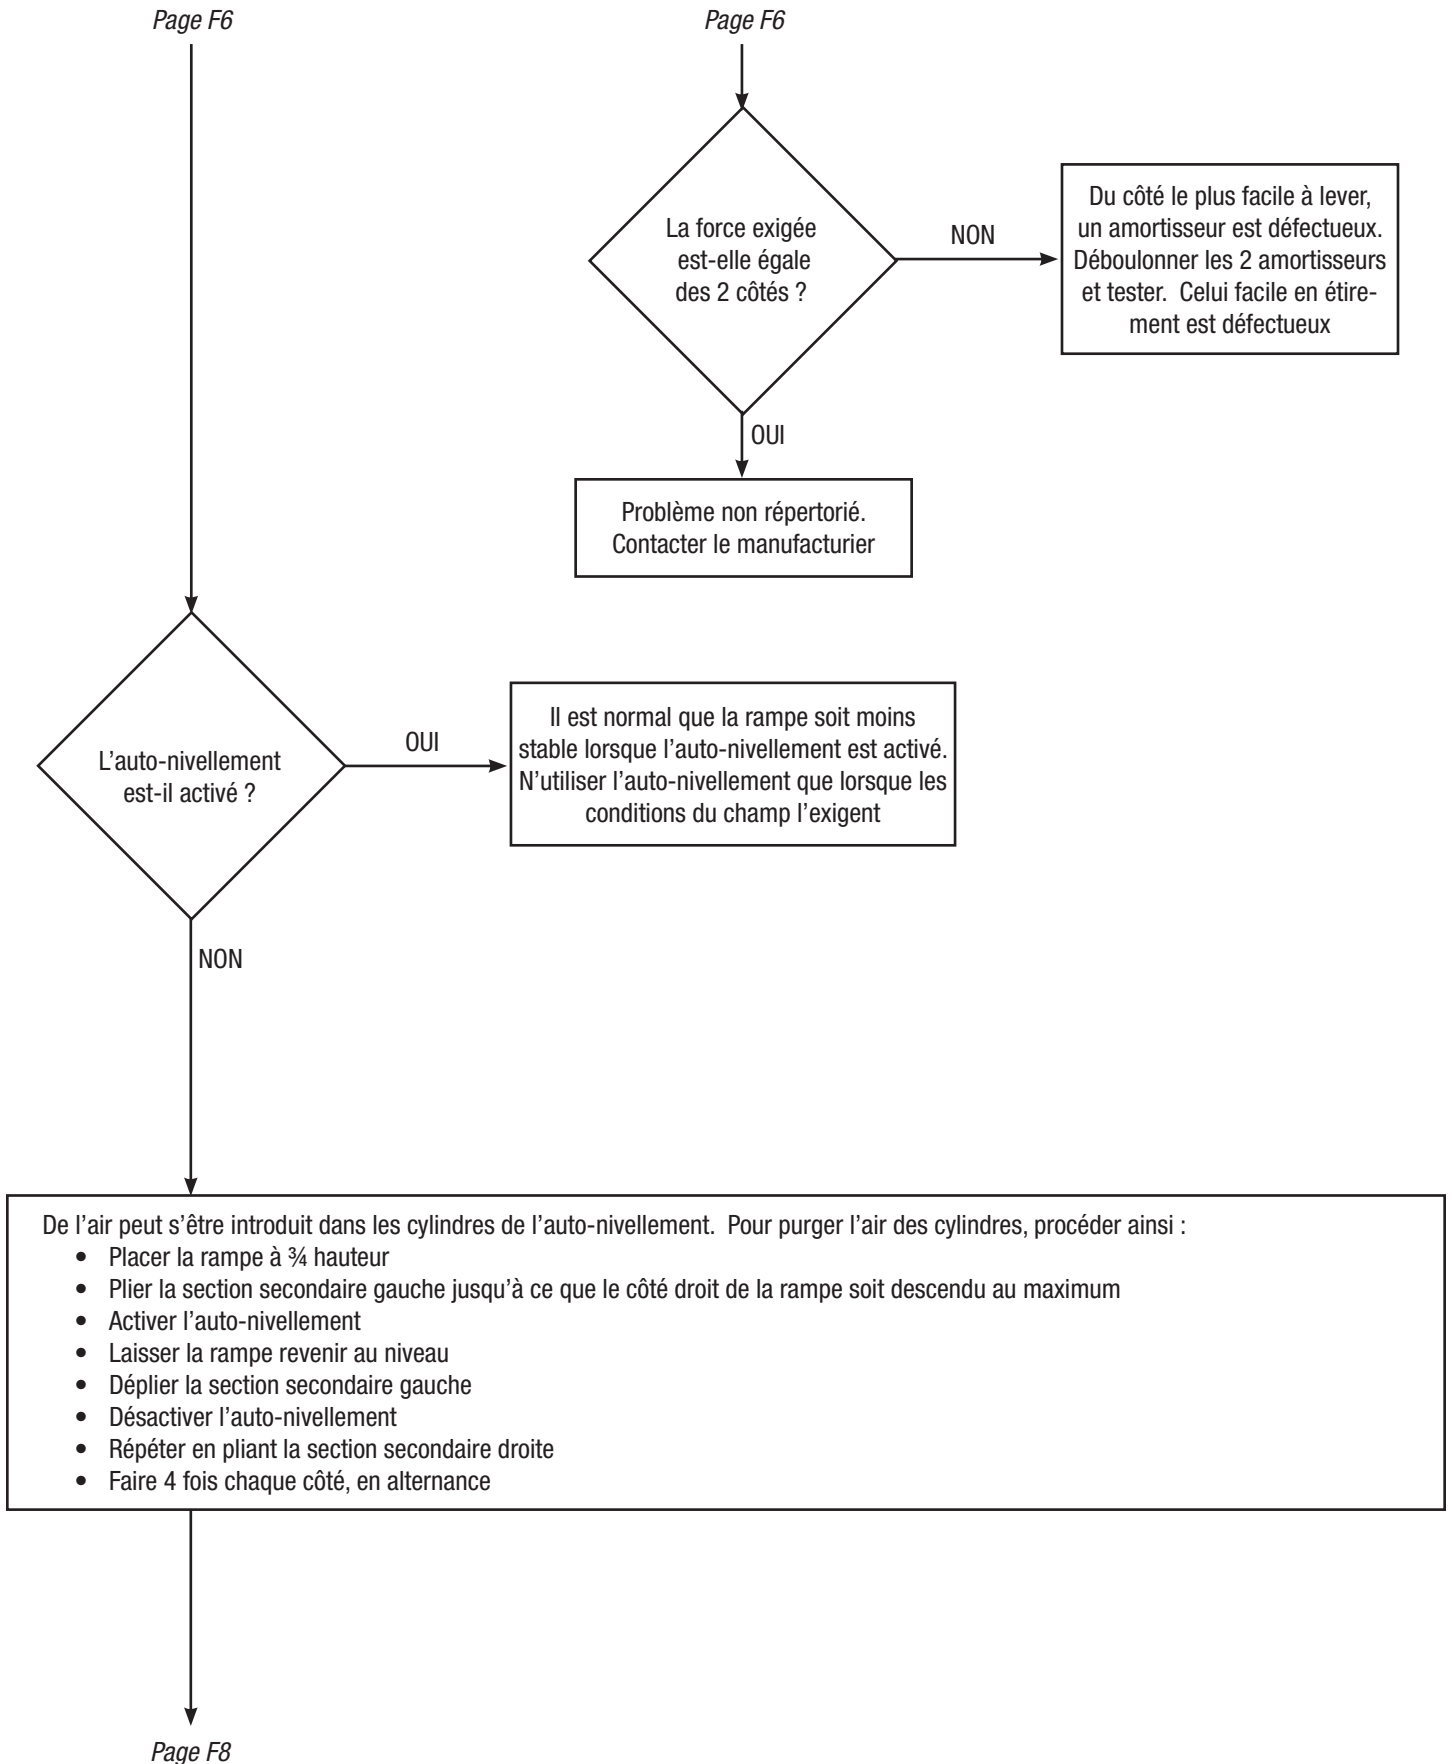 Page F6
Page F6
La force exigée
est-elle égale
des 2 côtés ?
NON
Du côté le plus facile à lever,
un amortisseur est défectueux.
Déboulonner les 2 amortisseurs
et tester.  Celui facile en étire-
ment est défectueux
OUI
Problème non répertorié.
Contacter le manufacturier
L’auto-nivellement
est-il activé ?
OUI
Il est normal que la rampe soit moins
stable lorsque l’auto-nivellement est activé.
N’utiliser l’auto-nivellement que lorsque les
conditions du champ l’exigent
NON
De l’air peut s’être introduit dans les cylindres de l’auto-nivellement.  Pour purger l’air des cylindres, procéder ainsi :
• Placer la rampe à ¾ hauteur
• Plier la section secondaire gauche jusqu’à ce que le côté droit de la rampe soit descendu au maximum
• Activer l’auto-nivellement
• Laisser la rampe revenir au niveau
• Déplier la section secondaire gauche
• Désactiver l’auto-nivellement
• Répéter en pliant la section secondaire droite
• Faire 4 fois chaque côté, en alternance
Page F8